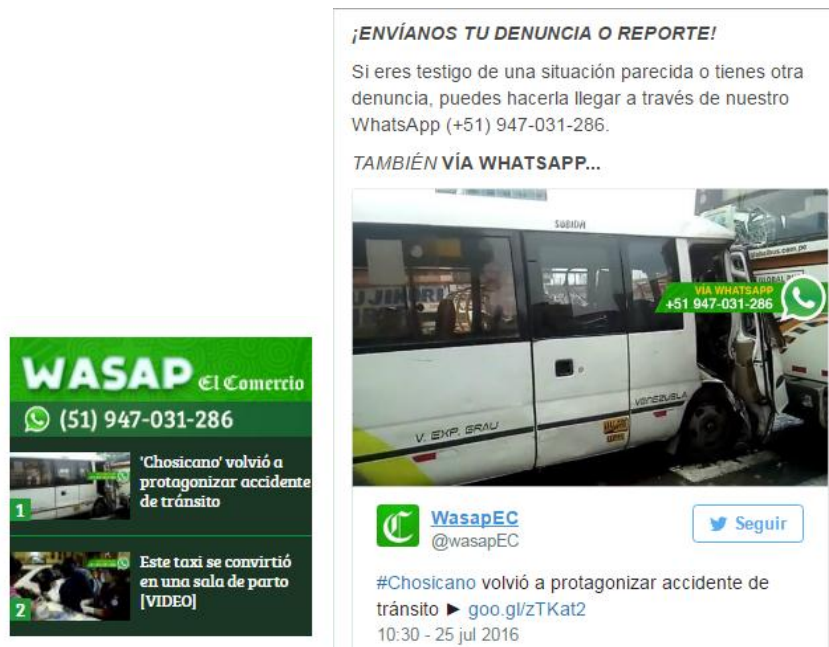 WASAP El Comercio
(51) 947-031-286
'Chosicano' volvió a
protagonizar accidente
de tránsito
1
Este taxi se convirtió
en una sala de parto
[VIDEO]
2
¡ENVÍANOS TU DENUNCIA O REPORTE!
Si eres testigo de una situación parecida o tienes otra
denuncia, puedes hacerla llegar a través de nuestro
WhatsApp (+51) 947-031-286.
TAMBIÉN VÍA WHATSAPP...
SUBIDA
VÍA WHATSAPP
+51 947-031-286
V. EXP. GRAU
VENEZUELA
WasapEC
@wasapEC
Seguir
#Chosicano volvió a protagonizar accidente de
tránsito ► goo.gl/zTKat2
10:30 - 25 jul 2016